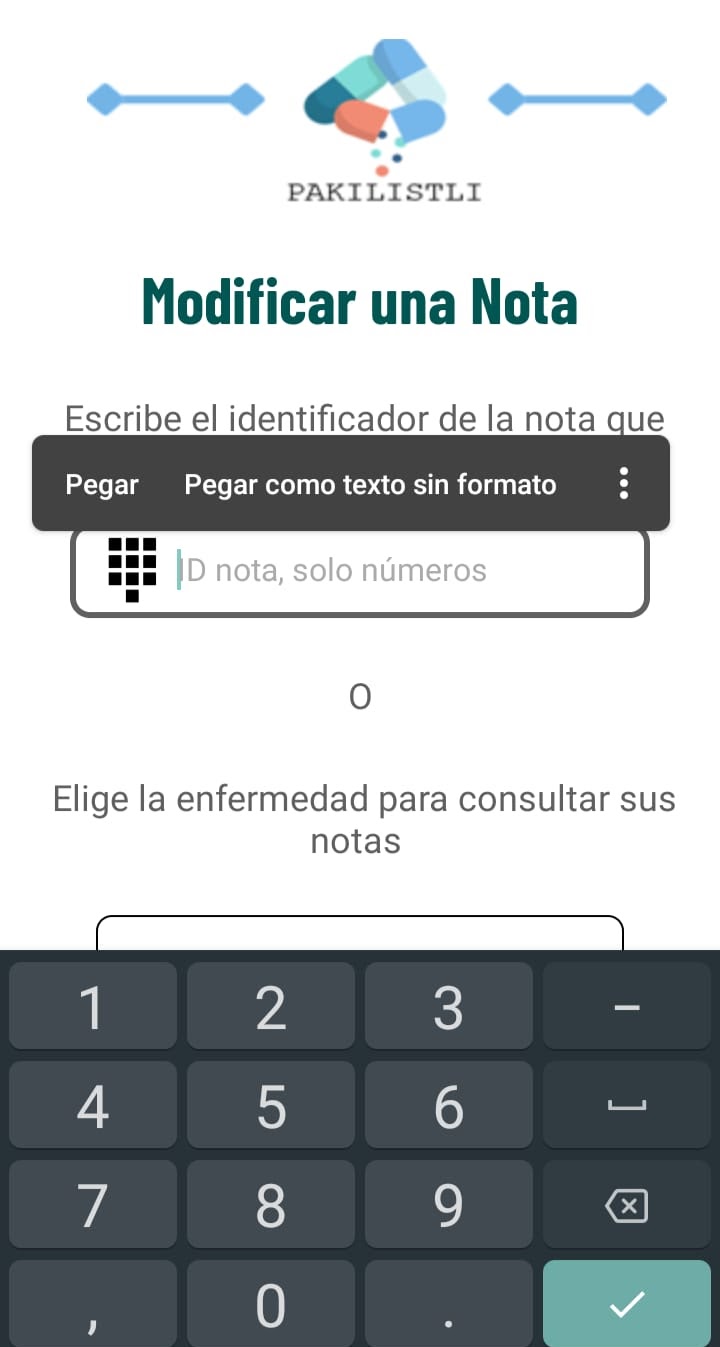 PAKILISTLI
Modificar una Nota
Escribe el identificador de la nota que
Pegar Pegar como texto sin formato
ID nota, solo números
O
Elige la enfermedad para consultar sus
notas
1 2 3 –
4 5 6
7 8 9
, 0 .